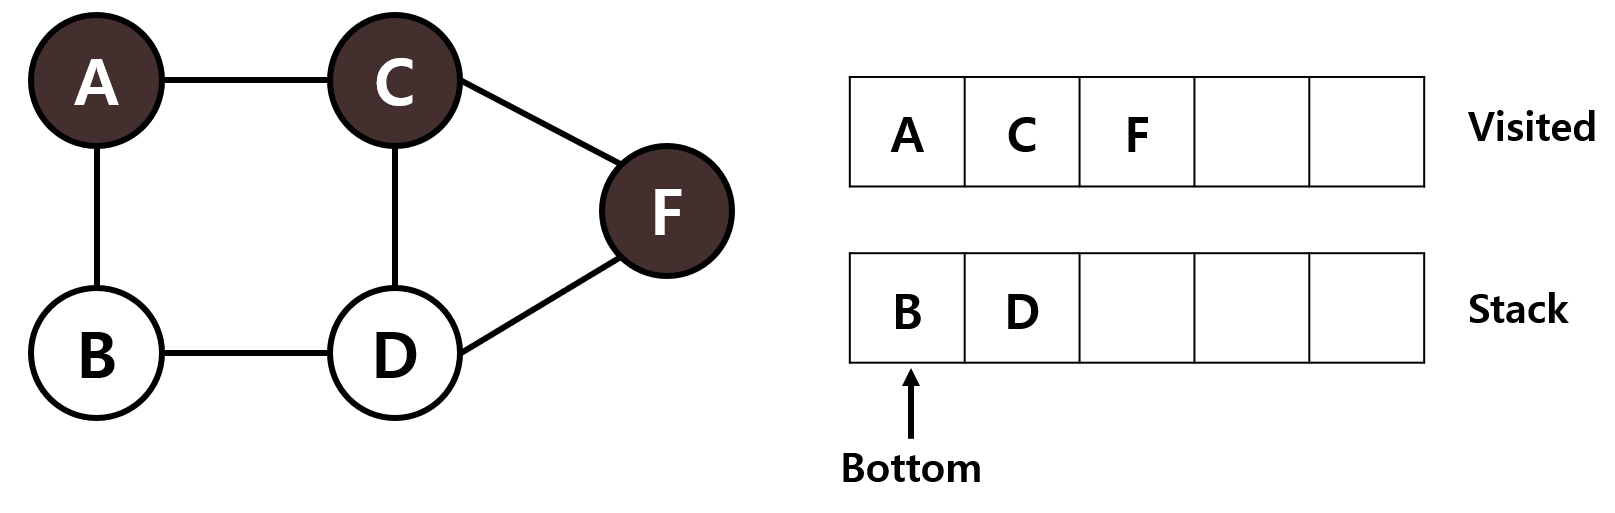 A
C
F
B
D
A C F
Visited
B D
Stack
Bottom